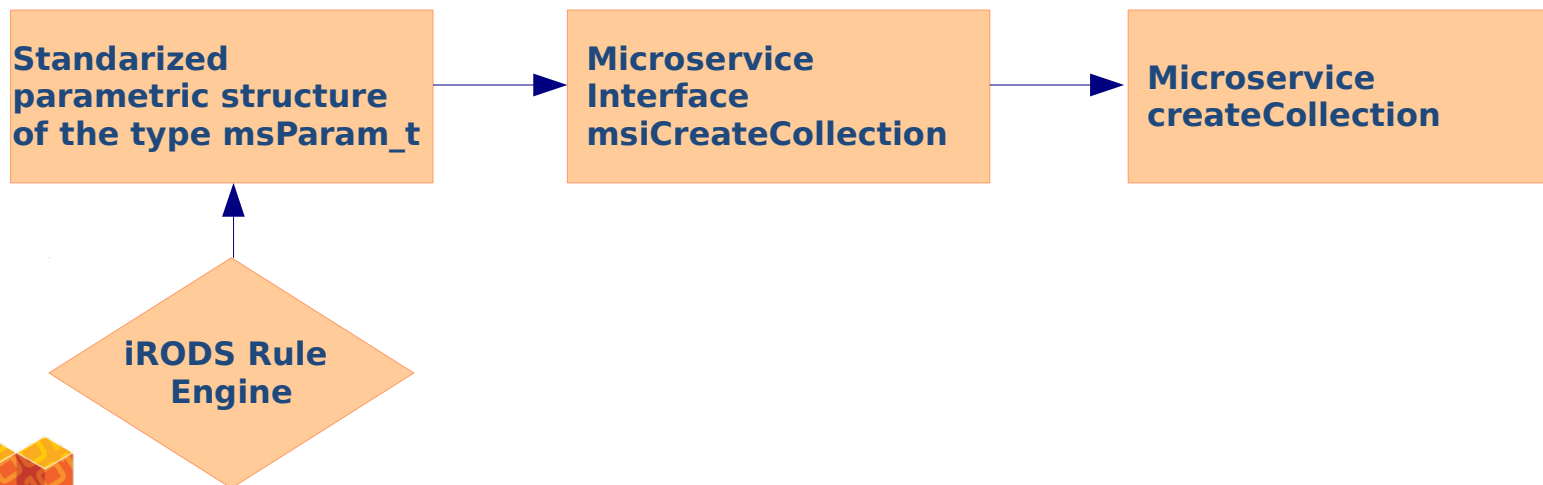 Standarized
parametric structure
of the type msParam_t
Microservice
Interface
msiCreateCollection
Microservice
createCollection
iRODS Rule
Engine